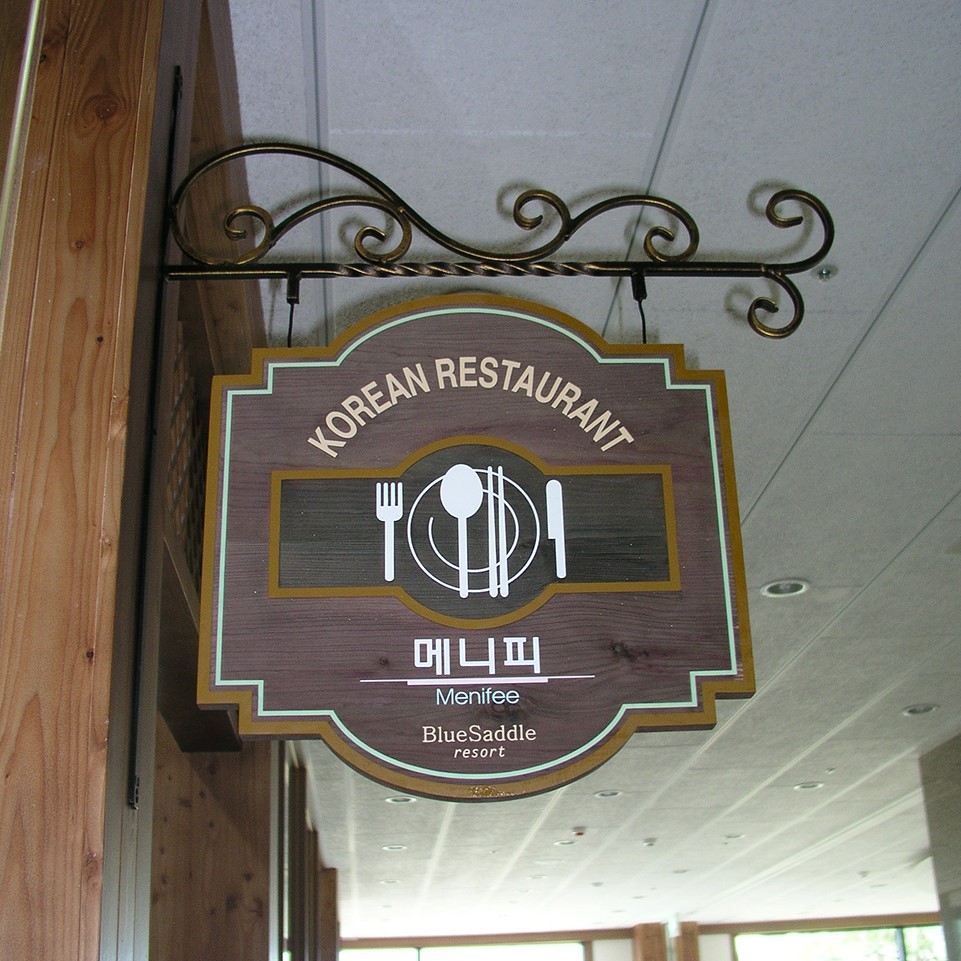 KOREAN RESTAURANT
메니피
Menifee
BlueSaddle
resort